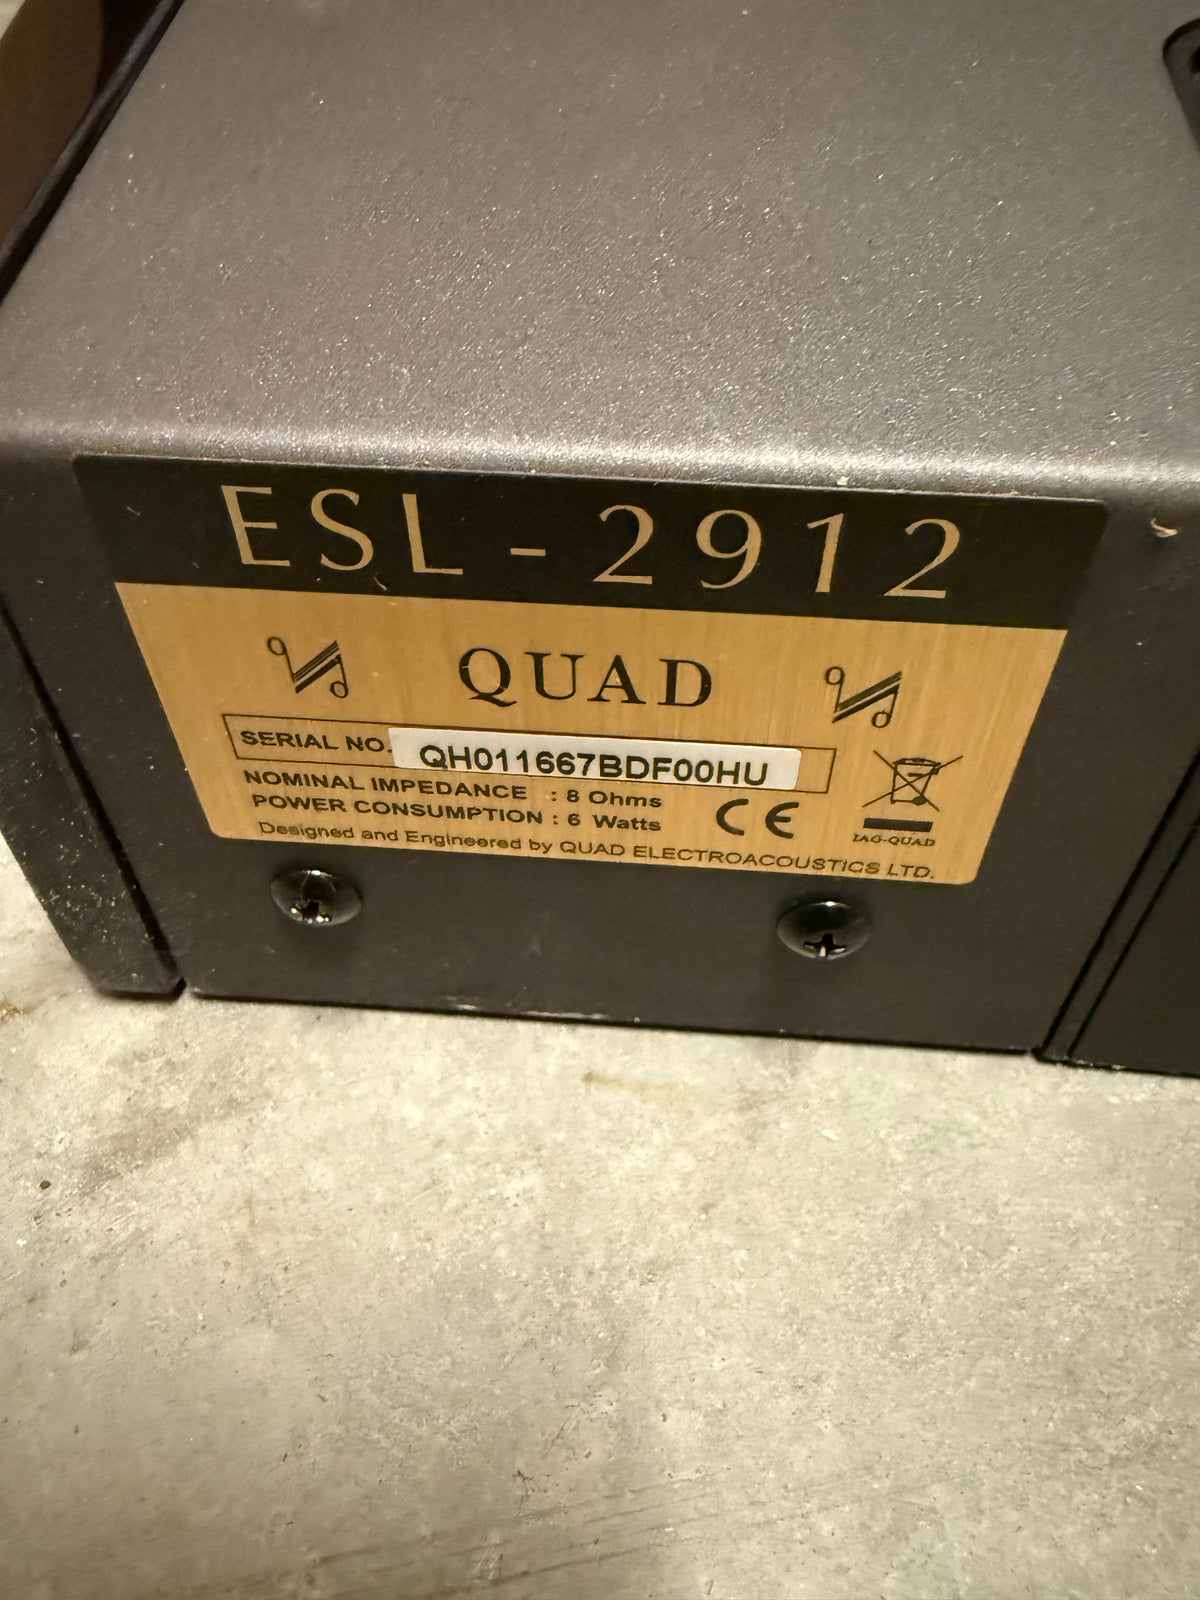 ESL-2912
QUAD
SERIAL NO. QH011667BDF00HU
NOMINAL IMPEDANCE : 8 Ohms
POWER CONSUMPTION : 6 Watts
CE
IAG-QUAD
Designed and Engineered by QUAD ELECTROACOUSTICS LTD.